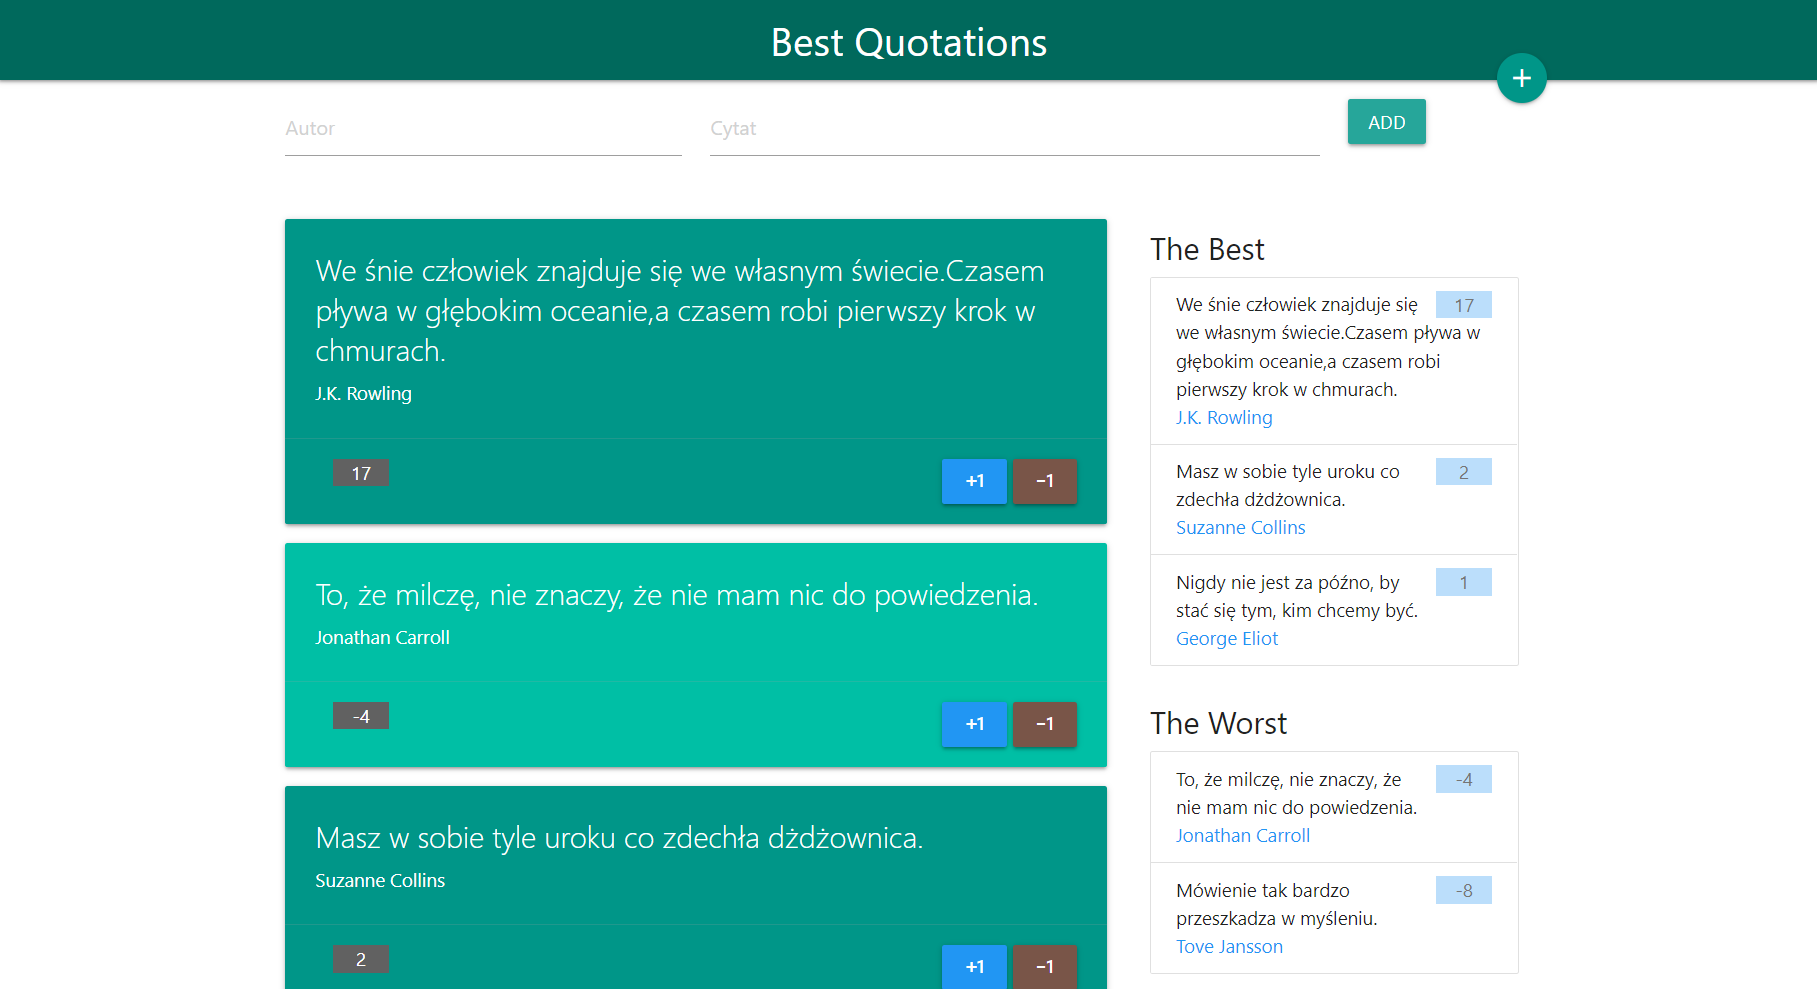 Best Quotations
+
Autor
Cytat
ADD
We śnie człowiek znajduje się we własnym świecie.Czasem
pływa w głębokim oceanie,a czasem robi pierwszy krok w
chmurach.
J.K. Rowling
17
+1
−1
To, że milczę, nie znaczy, że nie mam nic do powiedzenia.
Jonathan Carroll
-4
+1
−1
Masz w sobie tyle uroku co zdechła dżdżownica.
Suzanne Collins
2
+1
−1
The Best
We śnie człowiek znajduje się
17
we własnym świecie.Czasem pływa w
głębokim oceanie,a czasem robi
pierwszy krok w chmurach.
J.K. Rowling
Masz w sobie tyle uroku co
2
zdechła dżdżownica.
Suzanne Collins
Nigdy nie jest za późno, by
1
stać się tym, kim chcemy być.
George Eliot
The Worst
To, że milczę, nie znaczy, że
-4
nie mam nic do powiedzenia.
Jonathan Carroll
Mówienie tak bardzo
-8
przeszkadza w myśleniu.
Tove Jansson